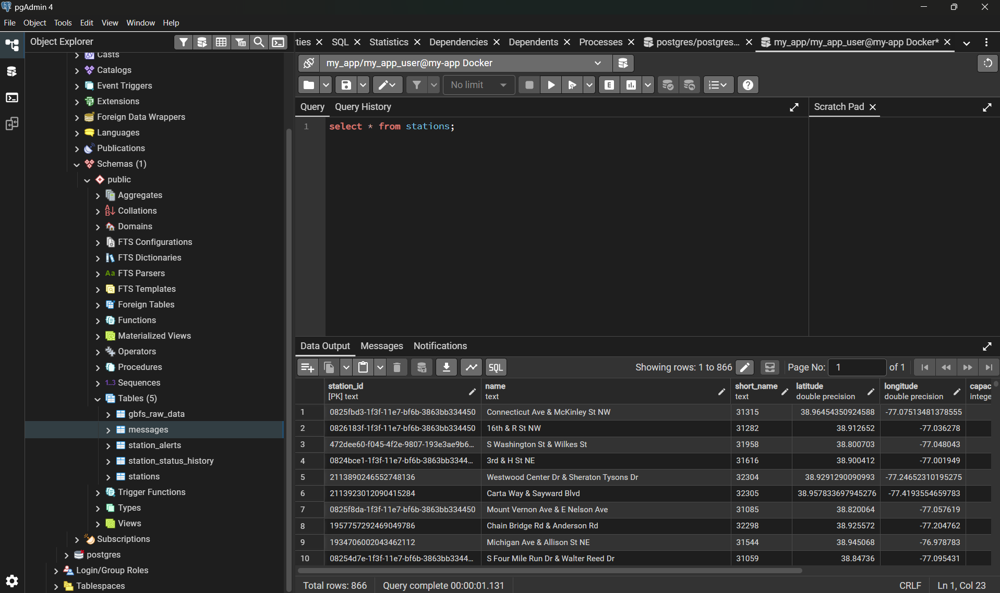 pgAdmin 4
File Object Tools Edit View Window Help
Object Explorer
Casts
Catalogs
Event Triggers
Extensions
Foreign Data Wrappers
Languages
Publications
Schemas (1)
public
Aggregates
Collations
Domains
FTS Configurations
FTS Dictionaries
Aa FTS Parsers
FTS Templates
Foreign Tables
Functions
Materialized Views
Operators
Procedures
1..3 Sequences
Tables (5)
gbfs_raw_data
messages
station_alerts
station_status_history
stations
Trigger Functions
Types
Views
Subscriptions
postgres
Login/Group Roles
Tablespaces
ties SQL Statistics Dependencies Dependents Processes postgres/postgres... my_app/my_app_user@my-app Docker*
my_app/my_app_user@my-app Docker
No limit E
Query Query History
1 select * from stations;
Scratch Pad
Data Output Messages Notifications
SQL Showing rows: 1 to 866 Page No: 1 of 1
station_id name short_name latitude longitude capac
[PK] text text text double precision double precision intege
1 0825fbd3-1f3f-11e7-bf6b-3863bb334450 Connecticut Ave & McKinley St NW 31315 38.96454350924588 -77.07513481378555
2 0826183f-1f3f-11e7-bf6b-3863bb334450 16th & R St NW 31282 38.912652 -77.036278
3 472dee60-f045-4f2e-9807-193e3ae9b6... S Washington St & Wilkes St 31958 38.800703 -77.048043
4 0824bce1-1f3f-11e7-bf6b-3863bb3344... 3rd & H St NE 31616 38.900412 -77.001949
5 2113890246552748136 Westwood Center Dr & Sheraton Tysons Dr 32304 38.9291290090993 -77.24652310195275
6 2113923012090415284 Carta Way & Sayward Blvd 32305 38.957833697945276 -77.4193554659783
7 0825f8da-1f3f-11e7-bf6b-3863bb334450 Mount Vernon Ave & E Nelson Ave 31085 38.820064 -77.057619
8 1957757292469049786 Chain Bridge Rd & Anderson Rd 32298 38.925572 -77.204762
9 1934706002043462112 Michigan Ave & Allison St NE 31544 38.945068 -76.978783
10 08254d7e-1f3f-11e7-bf6b-3863bb3344... S Four Mile Run Dr & Walter Reed Dr 31059 38.84736 -77.095431
Total rows: 866 Query complete 00:00:01.131 CRLF Ln 1, Col 23